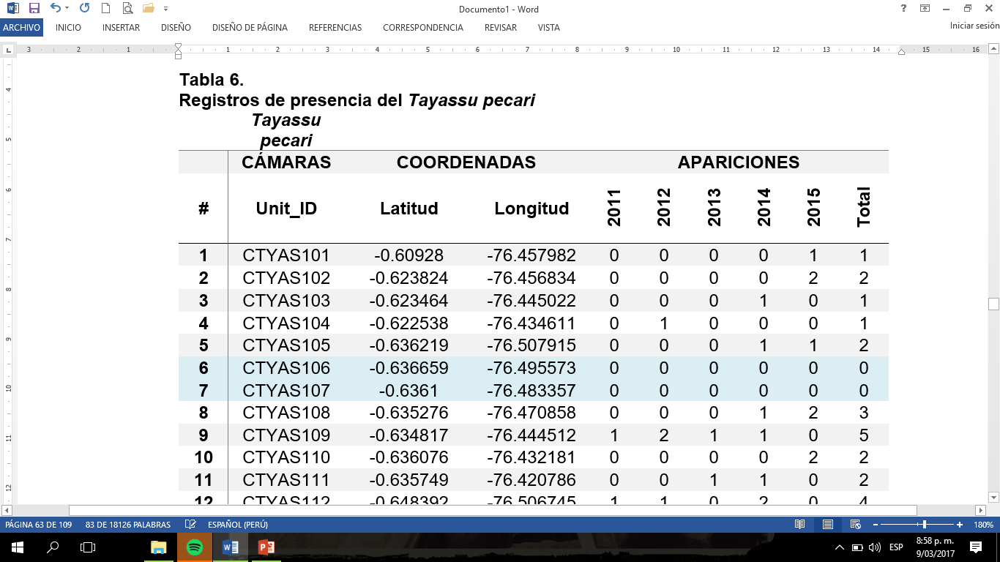 Documento1 - Word
ARCHIVO INICIO INSERTAR DISEÑO DISEÑO DE PÁGINA REFERENCIAS CORRESPONDENCIA REVISAR VISTA Iniciar sesión
3 2 1 1 2 3 4 5 6 7 8 9 10 11 12 13 14 15 16
Tabla 6.
Registros de presencia del Tayassu pecari
Tayassu
pecari
CÁMARAS COORDENADAS APARICIONES
# Unit_ID Latitud Longitud 2011 2012 2013 2014 2015 Total
1 CTYAS101 -0.60928 -76.457982 0 0 0 0 1 1
2 CTYAS102 -0.623824 -76.456834 0 0 0 0 2 2
3 CTYAS103 -0.623464 -76.445022 0 0 0 1 0 1
4 CTYAS104 -0.622538 -76.434611 0 1 0 0 0 1
5 CTYAS105 -0.636219 -76.507915 0 0 0 1 1 2
6 CTYAS106 -0.636659 -76.495573 0 0 0 0 0 0
7 CTYAS107 -0.6361 -76.483357 0 0 0 0 0 0
8 CTYAS108 -0.635276 -76.470858 0 0 0 1 2 3
9 CTYAS109 -0.634817 -76.444512 1 2 1 1 0 5
10 CTYAS110 -0.636076 -76.432181 0 0 0 0 2 2
11 CTYAS111 -0.635749 -76.420786 0 0 1 1 0 2
12 CTYAS112 -0.648392 -76.506745 1 1 0 2 0 4
4
5
6
7
8
9
10
11
12
PÁGINA 63 DE 109 83 DE 18126 PALABRAS ESPAÑOL (PERÚ) 180%
ESP 8:58 p. m.
9/03/2017